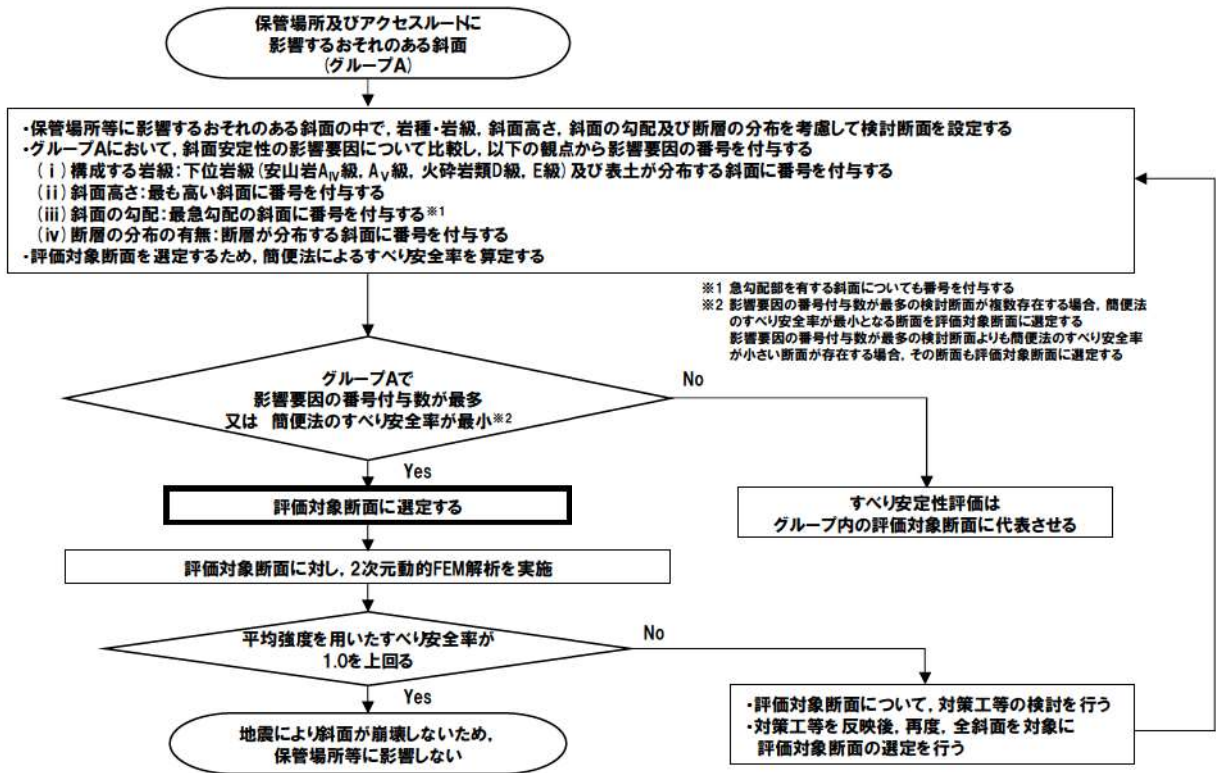 保管場所及びアクセスルートに
影響するおそれのある斜面
(グループA)
・保管場所等に影響するおそれのある斜面の中で，岩種・岩級，斜面高さ，斜面の勾配及び断層の分布を考慮して検討断面を設定する
・グループAにおいて，斜面安定性の影響要因について比較し，以下の観点から影響要因の番号を付与する
(ⅰ)構成する岩級：下位岩級(安山岩AⅣ級，AⅤ級，火砕岩類D級，E級)及び表土が分布する斜面に番号を付与する
(ii)斜面高さ：最も高い斜面に番号を付与する
(iii)斜面の勾配：最急勾配の斜面に番号を付与する※1
(iv)断層の分布の有無：断層が分布する斜面に番号を付与する
・評価対象断面を選定するため，簡便法によるすべり安全率を算定する
※1 急勾配部を有する斜面についても番号を付与する
※2 影響要因の番号付与数が最多の検討断面が複数存在する場合，簡便法
のすべり安全率が最小となる断面を評価対象断面に選定する
影響要因の番号付与数が最多の検討断面よりも簡便法のすべり安全率
が小さい断面が存在する場合，その断面も評価対象断面に選定する
グループAで
影響要因の番号付与数が最多
又は 簡便法のすべり安全率が最小※2
No
Yes
評価対象断面に選定する
すべり安定性評価は
グループ内の評価対象断面に代表させる
評価対象断面に対し，2次元動的FEM解析を実施
平均強度を用いたすべり安全率が
1.0を上回る
No
Yes
地震により斜面が崩壊しないため，
保管場所等に影響しない
・評価対象断面について，対策工等の検討を行う
・対策工等を反映後，再度，全斜面を対象に
評価対象断面の選定を行う